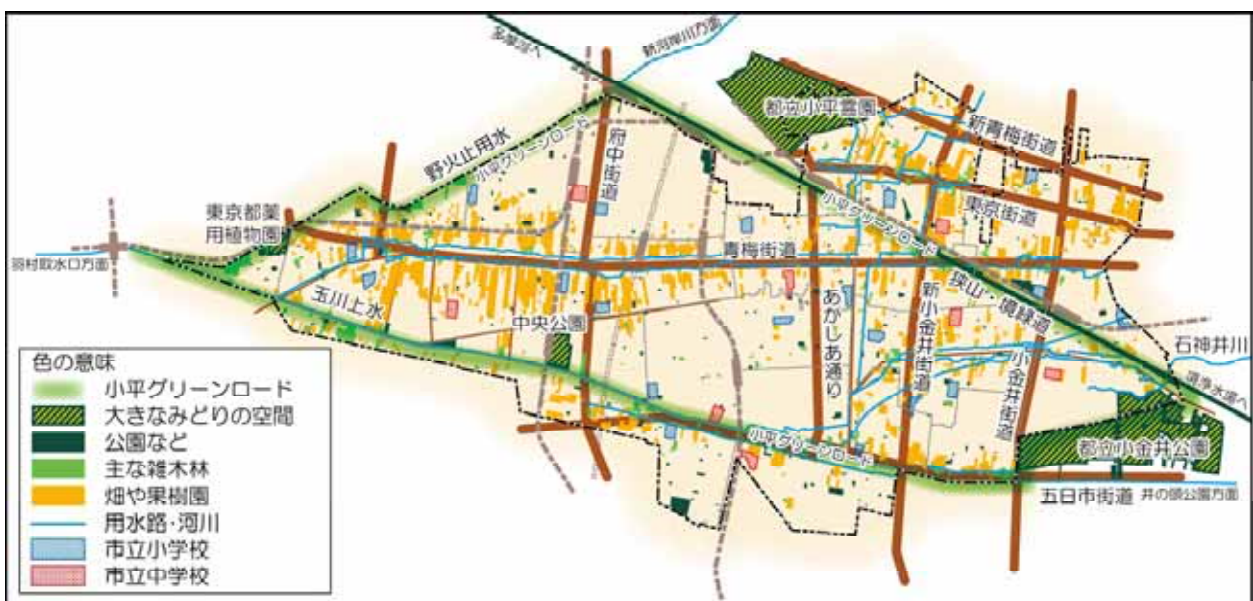 多摩湖へ
新河岸川方面
都立小平霊園
新青梅街道
野火止用水
小平グリーンロード
府中街道
東京街道
東京都薬
用植物園
小平グリーンロード
青梅街道
羽村取水口方面
玉川上水
中央公園
あかしあ通り
新小金井街道
狭山・境緑道
小金井街道
石神井川
境浄水場へ
小平グリーンロード
都立小金井公園
五日市街道
井の頭公園方面
色の意味
小平グリーンロード
大きなみどりの空間
公園など
主な雑木林
畑や果樹園
用水路・河川
市立小学校
市立中学校